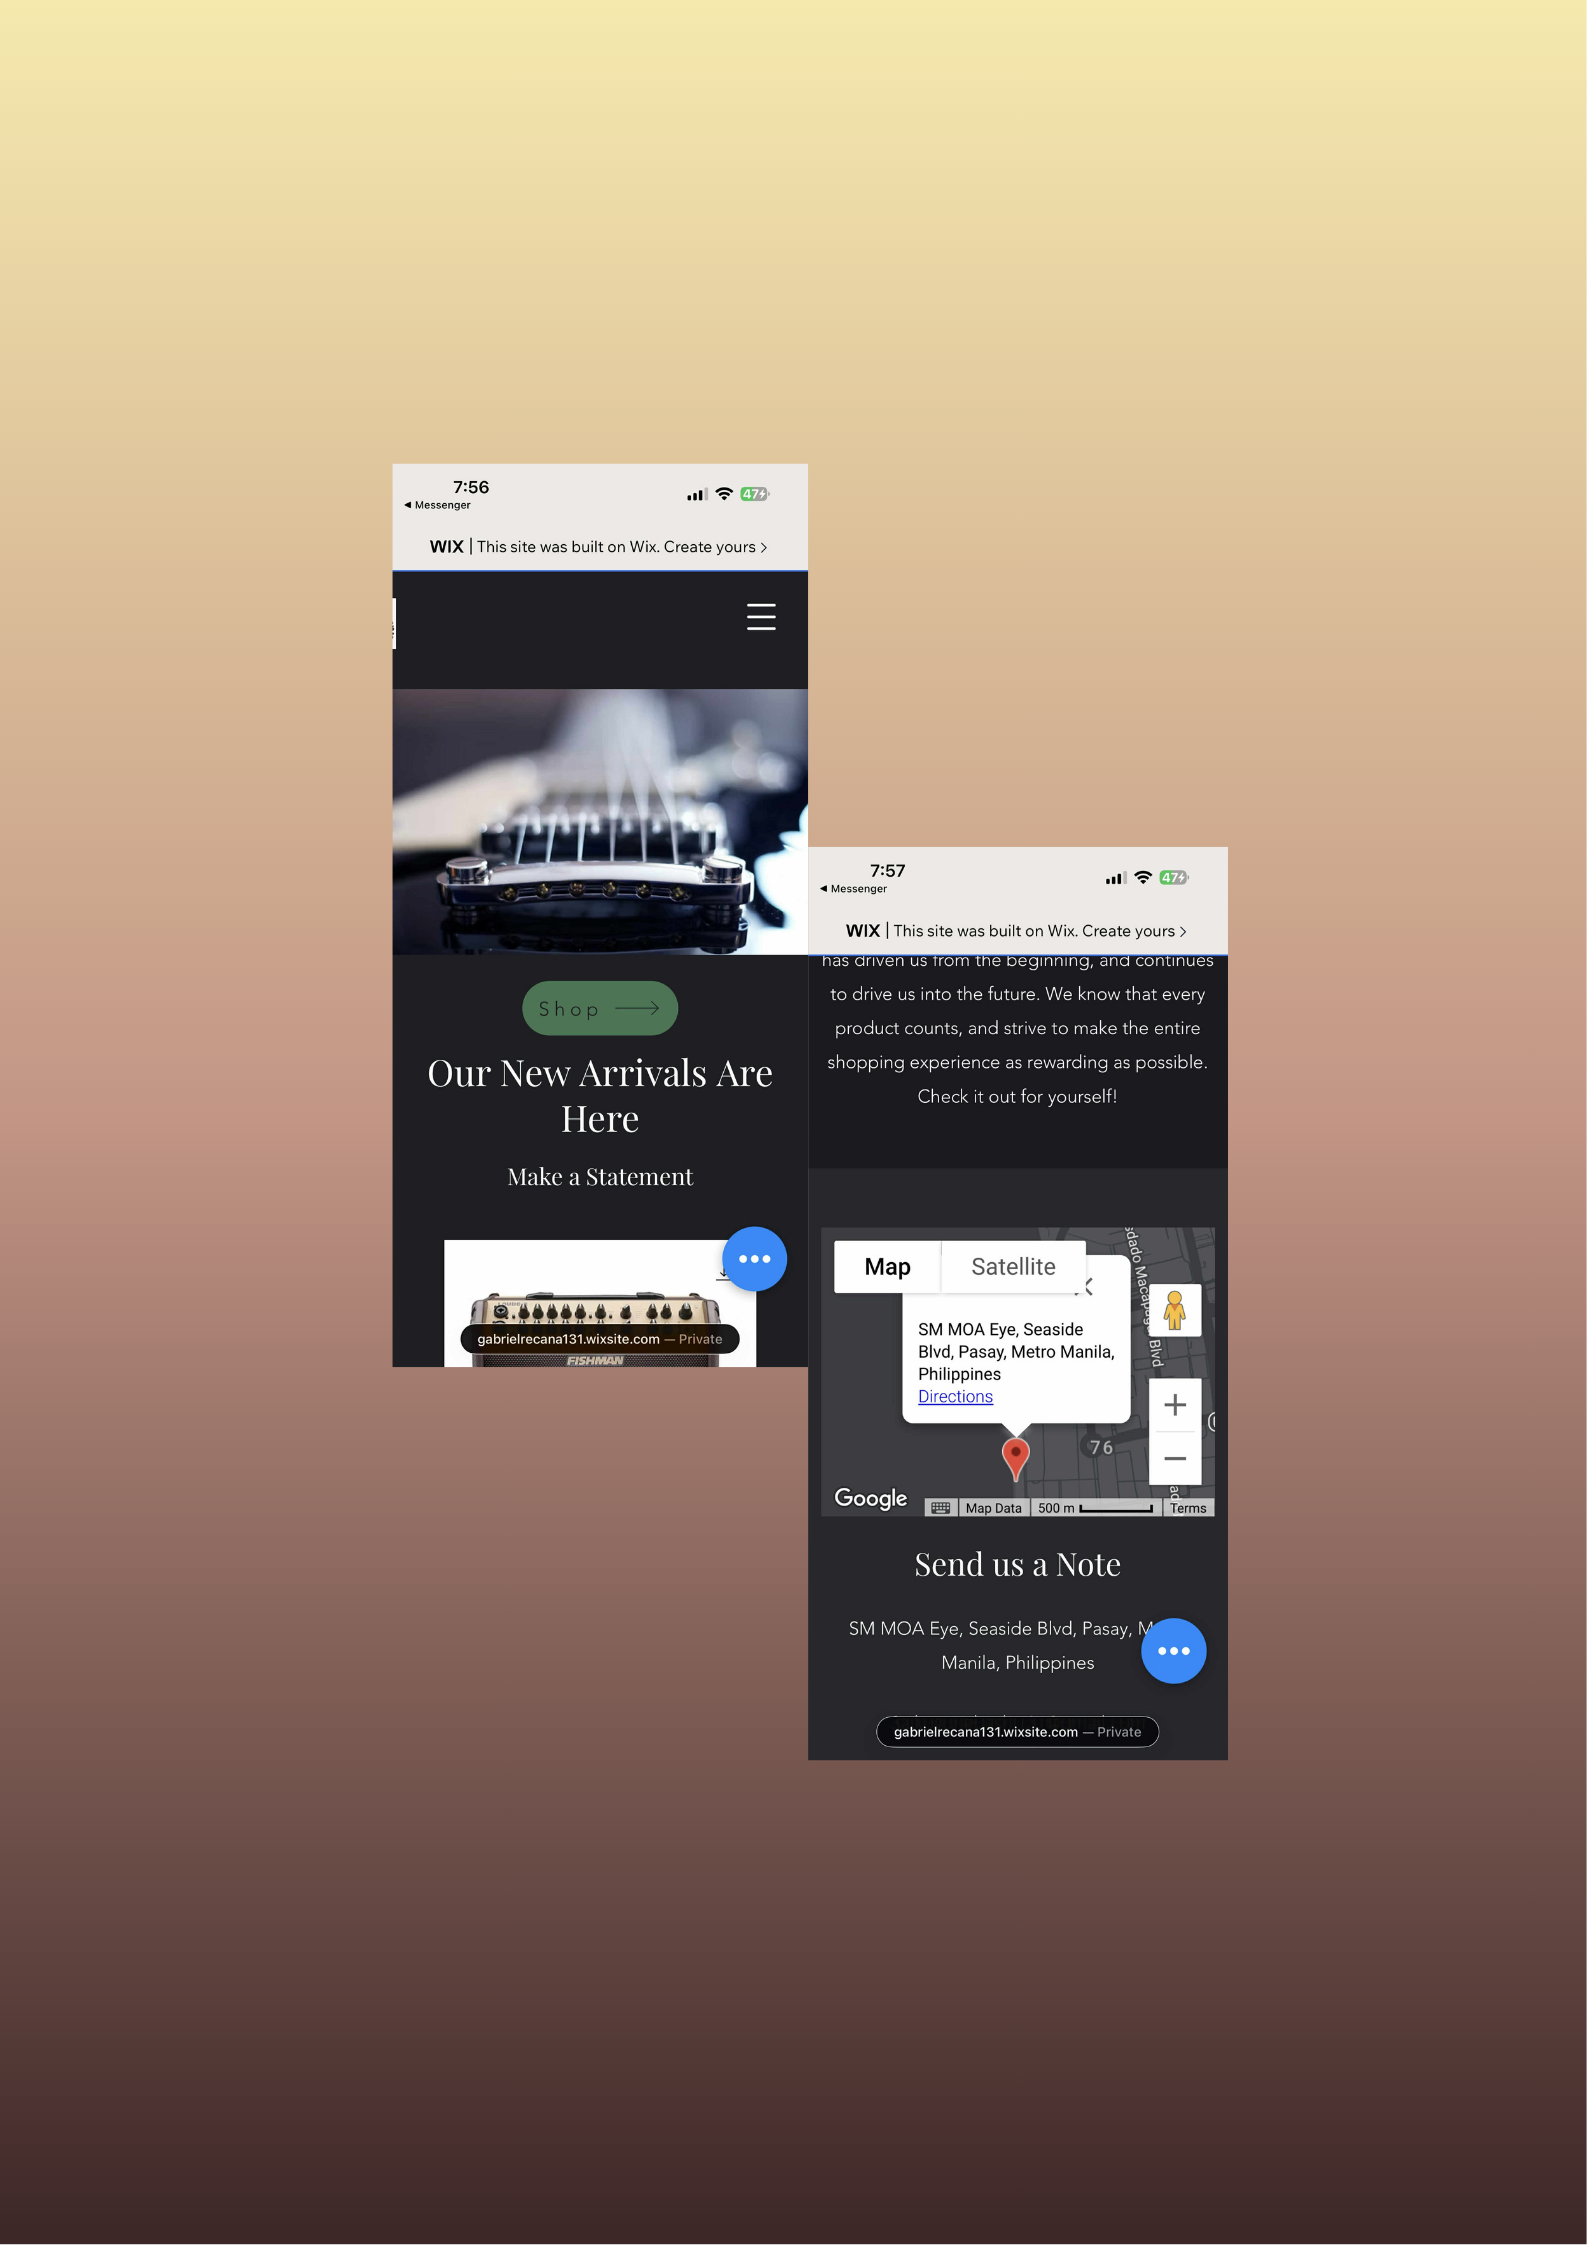 7:56
47
◀ Messenger
WIX | This site was built on Wix. Create yours >
Shop
Our New Arrivals Are
Here
Make a Statement
FISHMAN
gabrielrecana131.wixsite.com — Private
7:57
47
◀ Messenger
WIX | This site was built on Wix. Create yours >
has driven us from the beginning, and continues
to drive us into the future. We know that every
product counts, and strive to make the entire
shopping experience as rewarding as possible.
Check it out for yourself!
Map
Satellite
SM MOA Eye, Seaside
Blvd, Pasay, Metro Manila,
Philippines
Directions
Blvd
76
Google
Map Data
500 m
Terms
Send us a Note
SM MOA Eye, Seaside Blvd, Pasay,
Manila, Philippines
gabrielrecana131.wixsite.com — Private